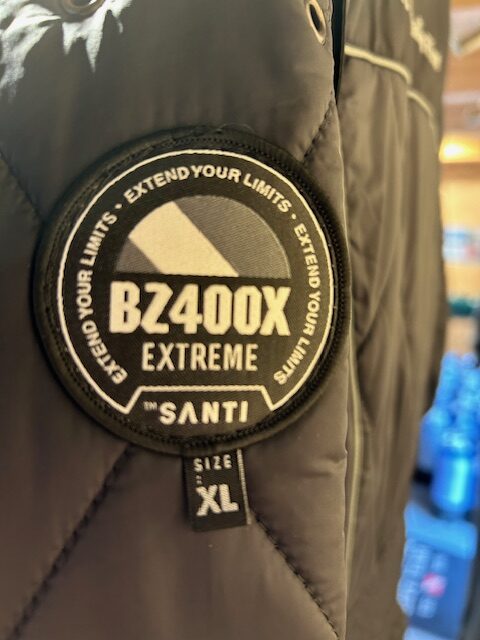 EXTEND YOUR LIMITS • EXTEND YOUR LIMITS • EXTEND YOUR LIMITS
BZ400X
EXTREME
™ SANTI
SIZE
XL